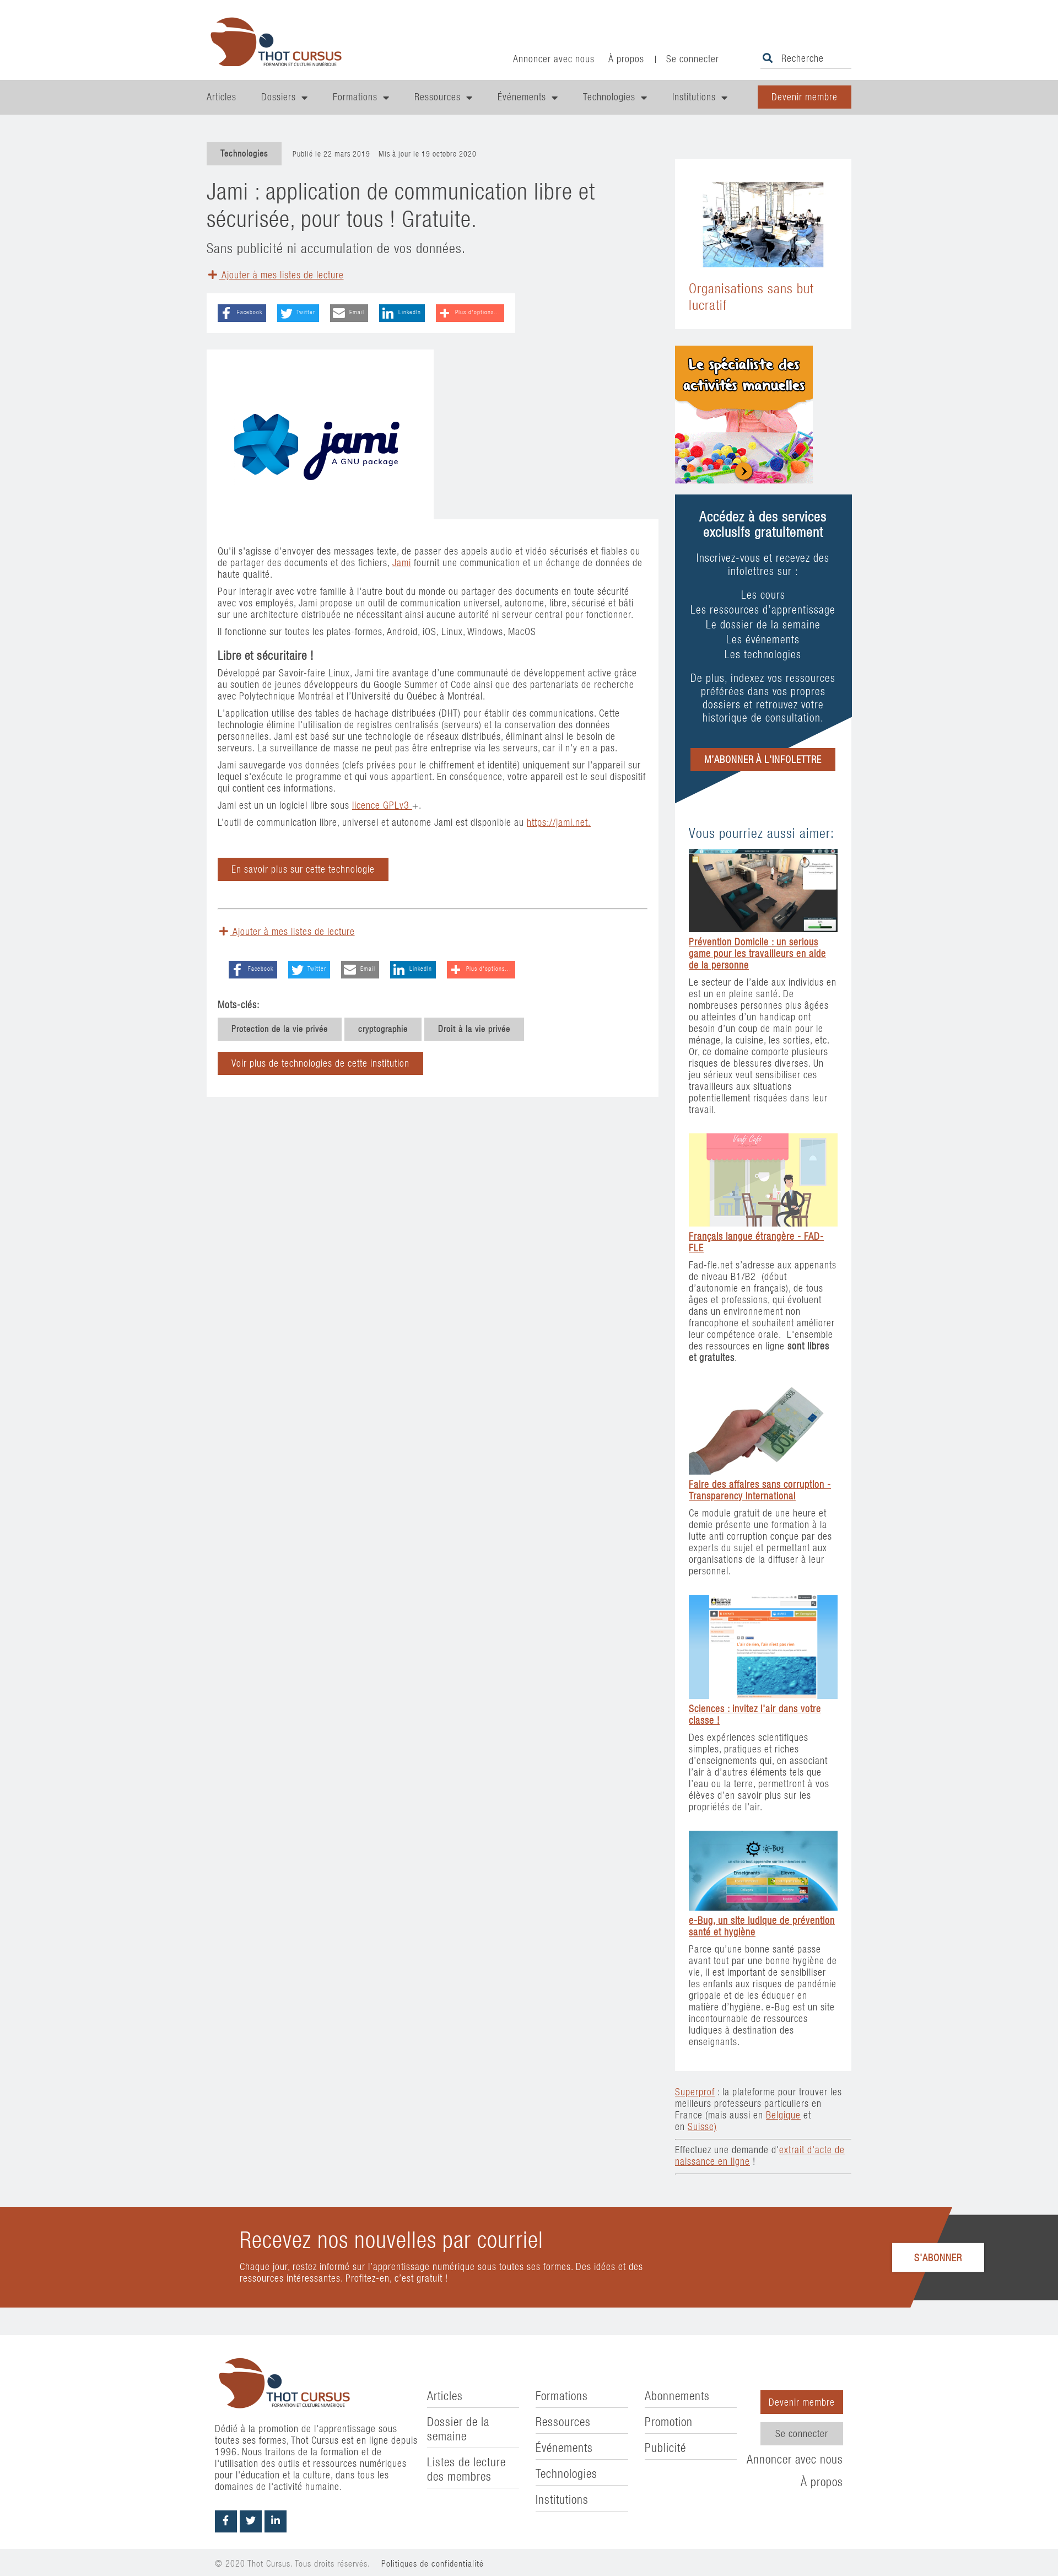 THOT CURSUS
FORMATION ET CULTURE NUMÉRIQUE
Annoncer avec nous
À propos
|
Se connecter
Recherche
Articles
Dossiers
Formations
Ressources
Événements
Technologies
Institutions
Devenir membre
Technologies
Publié le 22 mars 2019 Mis à jour le 19 octobre 2020
Jami : application de communication libre et
sécurisée, pour tous ! Gratuite.
Sans publicité ni accumulation de vos données.
Ajouter à mes listes de lecture
Facebook
Twitter
Email
LinkedIn
Plus d'options...
jami
A GNU package
Qu'il s'agisse d'envoyer des messages texte, de passer des appels audio et vidéo sécurisés et fiables ou
de partager des documents et des fichiers, Jami fournit une communication et un échange de données de
haute qualité.
Pour interagir avec votre famille à l'autre bout du monde ou partager des documents en toute sécurité
avec vos employés, Jami propose un outil de communication universel, autonome, libre, sécurisé et bâti
sur une architecture distribuée ne nécessitant ainsi aucune autorité ni serveur central pour fonctionner.
Il fonctionne sur toutes les plates-formes, Android, iOS, Linux, Windows, MacOS
Libre et sécuritaire !
Développé par Savoir-faire Linux, Jami tire avantage d'une communauté de développement active grâce
au soutien de jeunes développeurs du Google Summer of Code ainsi que des partenariats de recherche
avec Polytechnique Montréal et l'Université du Québec à Montréal.
L'application utilise des tables de hachage distribuées (DHT) pour établir des communications. Cette
technologie élimine l'utilisation de registres centralisés (serveurs) et la conservation des données
personnelles. Jami est basé sur une technologie de réseaux distribués, éliminant ainsi le besoin de
serveurs. La surveillance de masse ne peut pas être entreprise via les serveurs, car il n'y en a pas.
Jami sauvegarde vos données (clefs privées pour le chiffrement et identité) uniquement sur l'appareil sur
lequel s'exécute le programme et qui vous appartient. En conséquence, votre appareil est le seul dispositif
qui contient ces informations.
Jami est un un logiciel libre sous licence GPLv3 +.
L'outil de communication libre, universel et autonome Jami est disponible au https://jami.net.
En savoir plus sur cette technologie
Ajouter à mes listes de lecture
Facebook
Twitter
Email
LinkedIn
Plus d'options...
Mots-clés:
Protection de la vie privée
cryptographie
Droit à la vie privée
Voir plus de technologies de cette institution
Organisations sans but
lucratif
Le spécialiste des
activités manuelles
Accédez à des services
exclusifs gratuitement
Inscrivez-vous et recevez des
infolettres sur :
Les cours
Les ressources d'apprentissage
Le dossier de la semaine
Les événements
Les technologies
De plus, indexez vos ressources
préférées dans vos propres
dossiers et retrouvez votre
historique de consultation.
M'ABONNER À L'INFOLETTRE
Vous pourriez aussi aimer:
Prévention Domicile : un serious
game pour les travailleurs en aide
de la personne
Le secteur de l'aide aux individus en
est un en pleine santé. De
nombreuses personnes plus âgées
ou atteintes d'un handicap ont
besoin d'un coup de main pour le
ménage, la cuisine, les sorties, etc.
Or, ce domaine comporte plusieurs
risques de blessures diverses. Un
jeu sérieux veut sensibiliser ces
travailleurs aux situations
potentiellement risquées dans leur
travail.
Français langue étrangère - FAD-
FLE
Fad-fle.net s'adresse aux appenants
de niveau B1/B2 (début
d'autonomie en français), de tous
âges et professions, qui évoluent
dans un environnement non
francophone et souhaitent améliorer
leur compétence orale. L'ensemble
des ressources en ligne sont libres
et gratuites.
Faire des affaires sans corruption -
Transparency International
Ce module gratuit de une heure et
demie présente une formation à la
lutte anti corruption conçue par des
experts du sujet et permettant aux
organisations de la diffuser à leur
personnel.
Sciences : invitez l'air dans votre
classe !
Des expériences scientifiques
simples, pratiques et riches
d'enseignements qui, en associant
l'air à d'autres éléments tels que
l'eau ou la terre, permettront à vos
élèves d'en savoir plus sur les
propriétés de l'air.
e-Bug
e-Bug, un site ludique de prévention
santé et hygiène
Parce qu'une bonne santé passe
avant tout par une bonne hygiène de
vie, il est important de sensibiliser
les enfants aux risques de pandémie
grippale et de les éduquer en
matière d'hygiène. e-Bug est un site
incontournable de ressources
ludiques à destination des
enseignants.
Superprof : la plateforme pour trouver les
meilleurs professeurs particuliers en
France (mais aussi en Belgique et
en Suisse)
Effectuez une demande d'extrait d'acte de
naissance en ligne !
Recevez nos nouvelles par courriel
Chaque jour, restez informé sur l'apprentissage numérique sous toutes ses formes. Des idées et des
ressources intéressantes. Profitez-en, c'est gratuit !
S'ABONNER
THOT CURSUS
FORMATION ET CULTURE NUMÉRIQUE
Dédié à la promotion de l'apprentissage sous
toutes ses formes, Thot Cursus est en ligne depuis
1996. Nous traitons de la formation et de
l'utilisation des outils et ressources numériques
pour l'éducation et la culture, dans tous les
domaines de l'activité humaine.
Articles
Dossier de la
semaine
Listes de lecture
des membres
Formations
Ressources
Événements
Technologies
Institutions
Abonnements
Promotion
Publicité
Devenir membre
Se connecter
Annoncer avec nous
À propos
© 2020 Thot Cursus. Tous droits réservés. Politiques de confidentialité